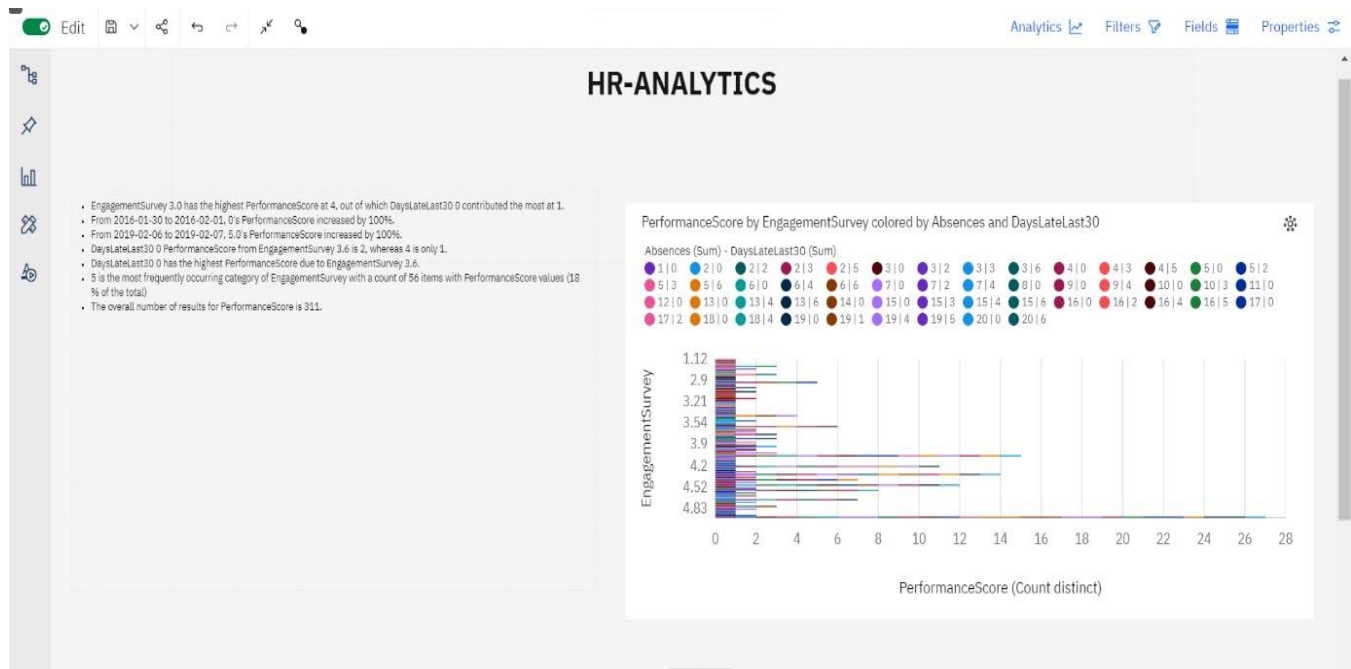 Edit
Analytics
Filters
Fields
Properties
HR-ANALYTICS
• EngagementSurvey 3.0 has the highest PerformanceScore at 4, out of which DaysLateLast30 0 contributed the most at 1.
• From 2016-01-30 to 2016-02-01, 0's PerformanceScore increased by 100%.
• From 2019-02-06 to 2019-02-07, 5.0's PerformanceScore increased by 100%.
• DaysLateLast30 0 PerformanceScore from EngagementSurvey 3.6 is 2, whereas 4 is only 1.
• DaysLateLast30 0 has the highest PerformanceScore due to EngagementSurvey 3.6.
• 5 is the most frequently occurring category of EngagementSurvey with a count of 56 items with PerformanceScore values (18
% of the total)
• The overall number of results for PerformanceScore is 311.
PerformanceScore by EngagementSurvey colored by Absences and DaysLateLast30
Absences (Sum) - DaysLateLast30 (Sum)
1 | 0 2 | 0 2 | 2 2 | 3 2 | 5 3 | 0 3 | 2 3 | 3 3 | 6 4 | 0 4 | 3 4 | 5 5 | 0 5 | 2
5 | 3 5 | 6 6 | 0 6 | 4 6 | 6 7 | 0 7 | 2 7 | 4 8 | 0 9 | 0 9 | 4 10 | 0 10 | 3 11 | 0
12 | 0 13 | 0 13 | 4 13 | 6 14 | 0 15 | 0 15 | 3 15 | 4 15 | 6 16 | 0 16 | 2 16 | 4 16 | 5 17 | 0
17 | 2 18 | 0 18 | 4 19 | 0 19 | 1 19 | 4 19 | 5 20 | 0 20 | 6
EngagementSurvey
1.12
2.9
3.21
3.54
3.9
4.2
4.52
4.83
0 2 4 6 8 10 12 14 16 18 20 22 24 26 28
PerformanceScore (Count distinct)